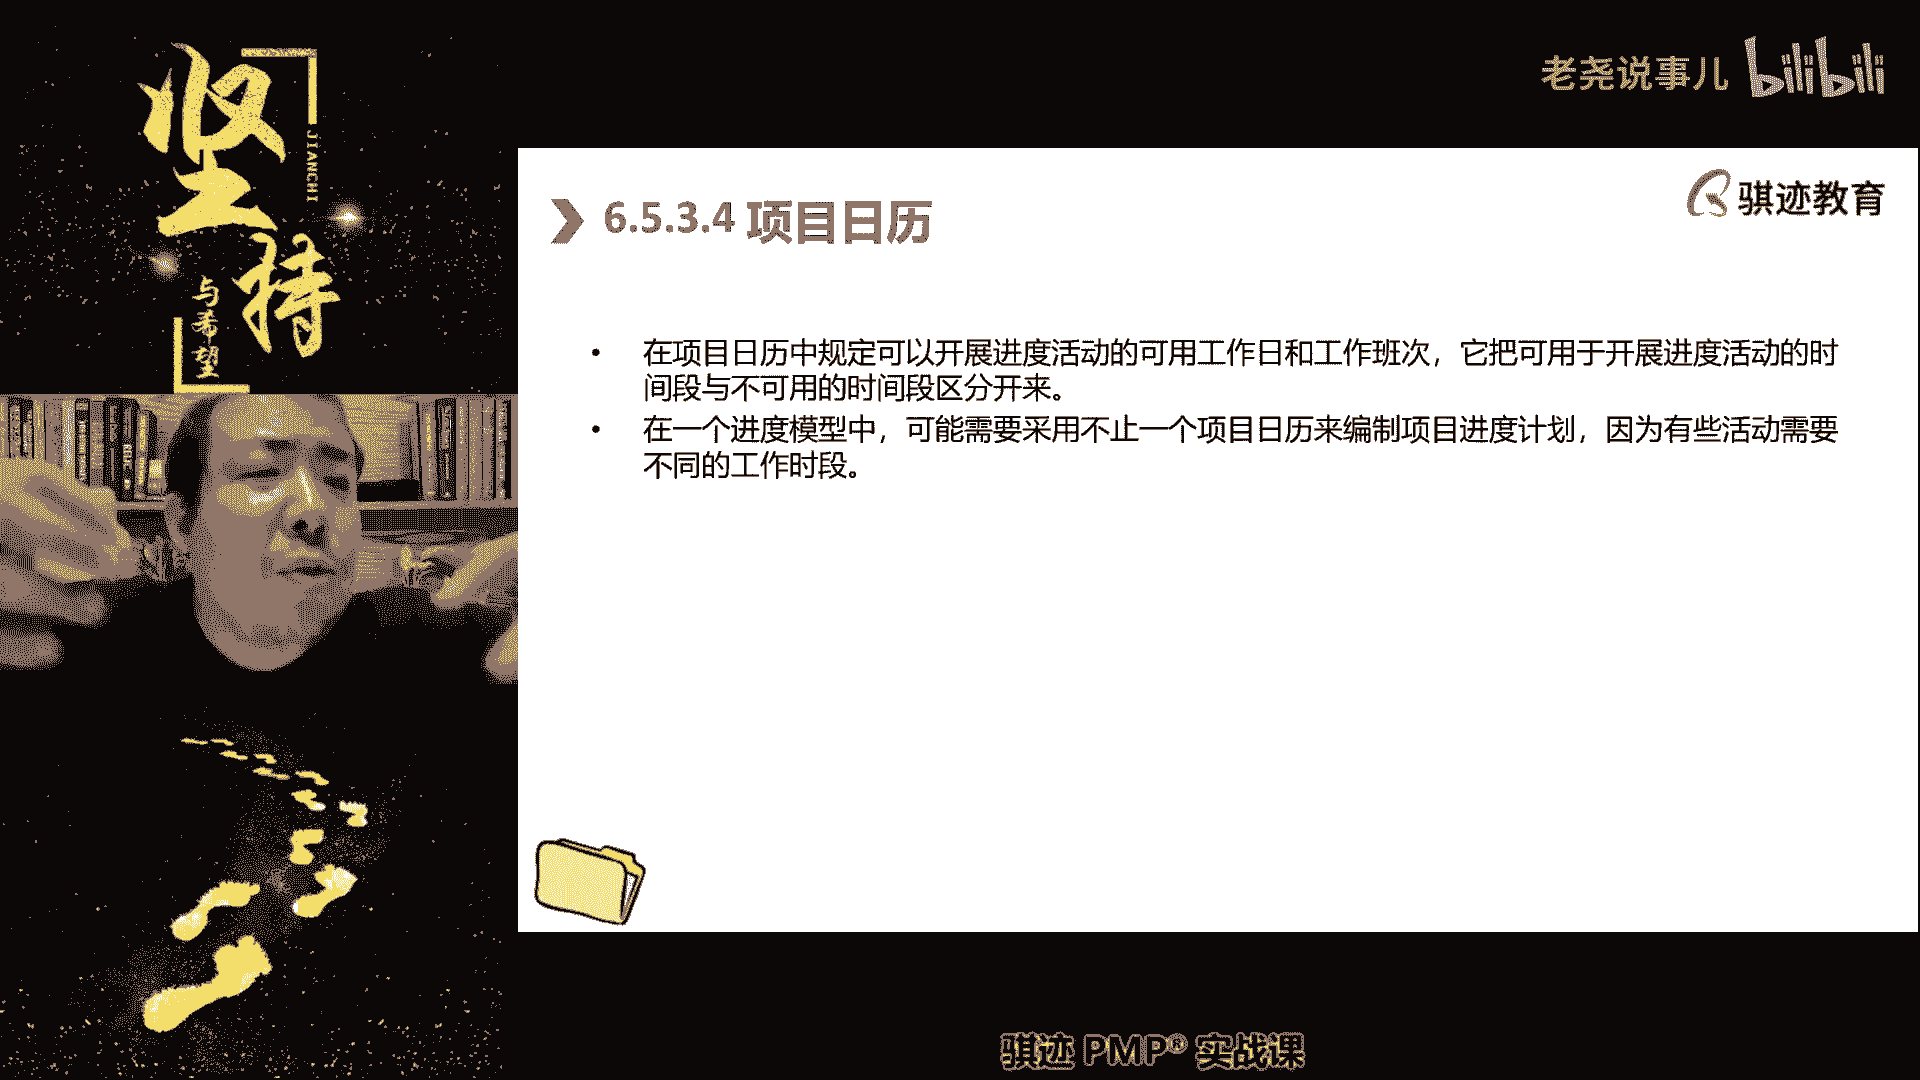 坚持
JIANCHI
与希望
老尧说事儿 bilibili
骐迹教育
6.5.3.4 项目日历
• 在项目日历中规定可以开展进度活动的可用工作日和工作班次，它把可用于开展进度活动的时
间段与不可用的时间段区分开来。
• 在一个进度模型中，可能需要采用不止一个项目日历来编制项目进度计划，因为有些活动需要
不同的工作时段。
骐迹 PMP® 实战课